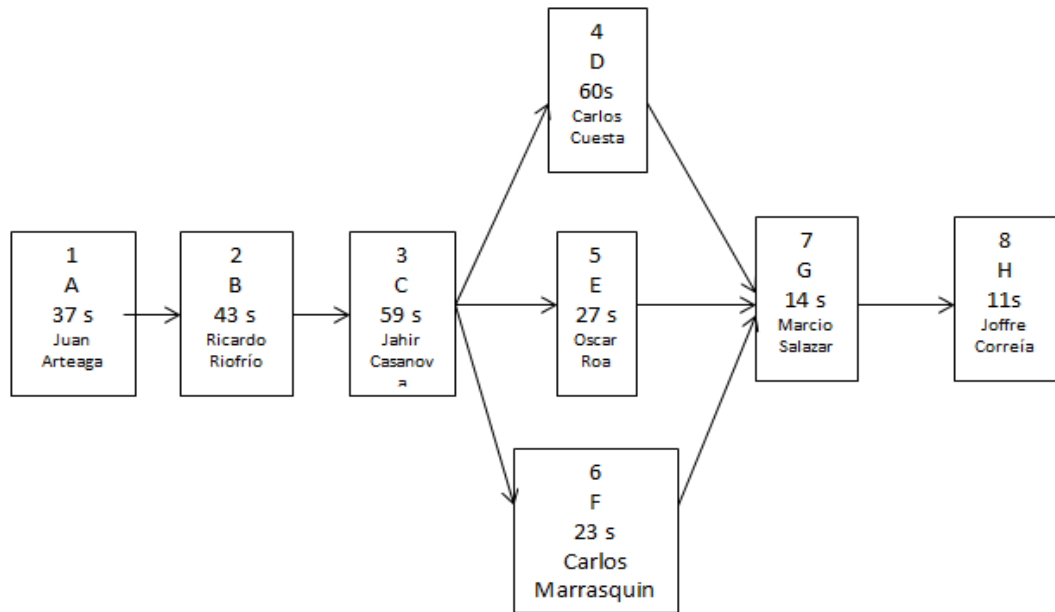 4
D
60s
Carlos
Cuesta
1
A
37 s
Juan
Arteaga
2
B
43 s
Ricardo
Riofrío
3
C
59 s
Jahir
Casanov
a
5
E
27 s
Oscar
Roa
7
G
14 s
Marcio
Salazar
8
H
11s
Joffre
Correía
6
F
23 s
Carlos
Marrasquin